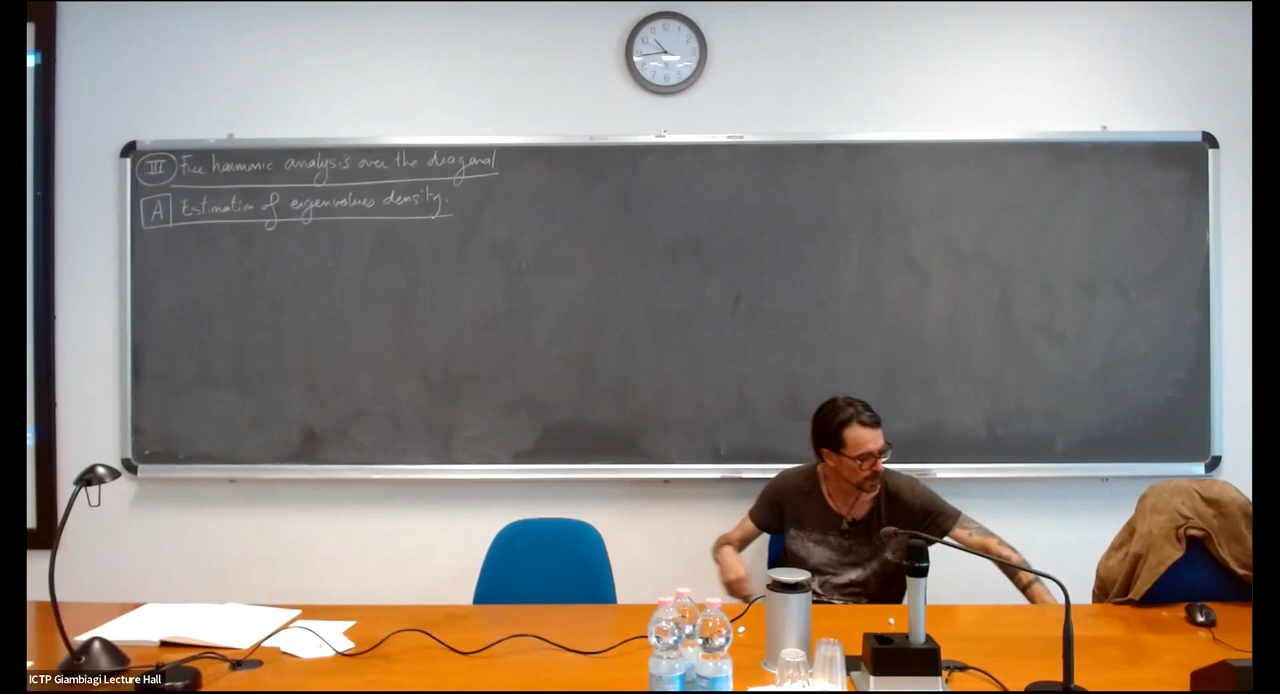 III Free harmonic analysis over the diagonal
A Estimation of eigenvalues density.
ICTP Giambiagi Lecture Hall